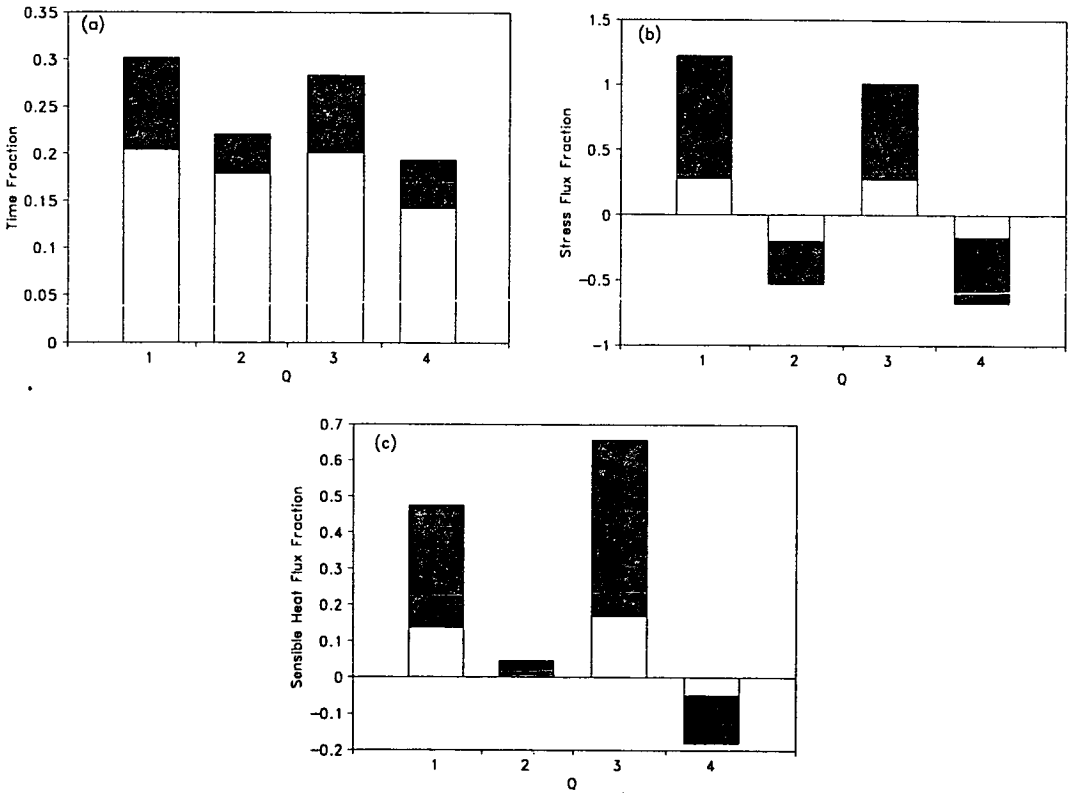 (a)
Time Fraction
0.35
0.3
0.25
0.2
0.15
0.1
0.05
0
1 2 3 4
Q
(b)
Stress Flux Fraction
1.5
1
0.5
0
−0.5
−1
1 2 3 4
Q
(c)
Sensible Heat Flux Fraction
0.7
0.6
0.5
0.4
0.3
0.2
0.1
0
−0.1
−0.2
1 2 3 4
Q